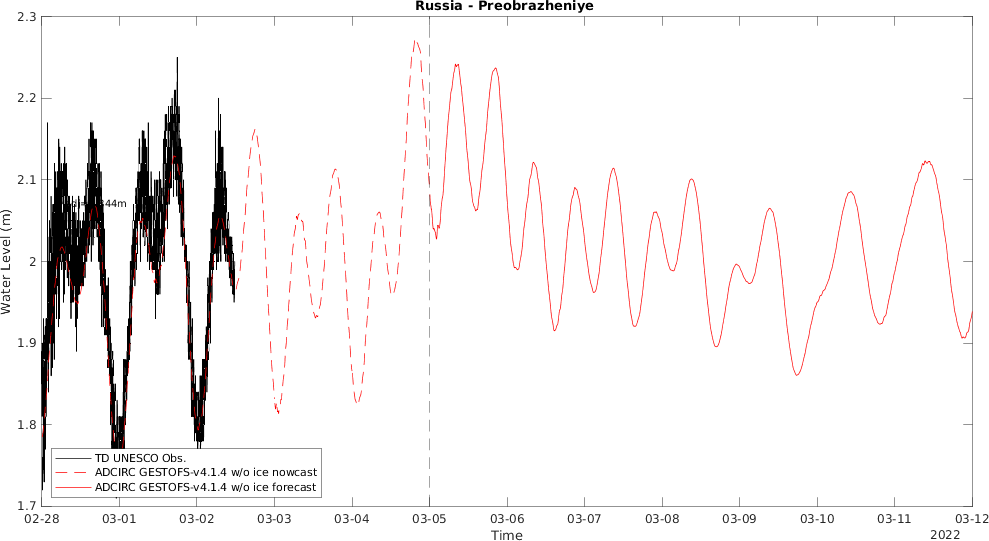 Russia - Preobrazheniye
Water Level (m)
2.3
2.2
2.1
2
1.9
1.8
1.7
TD UNESCO Obs.
ADCIRC GESTOFS-v4.1.4 w/o ice nowcast
ADCIRC GESTOFS-v4.1.4 w/o ice forecast
02-28 03-01 03-02 03-03 03-04 03-05 03-06 03-07 03-08 03-09 03-10 03-11 03-12
Time
2022